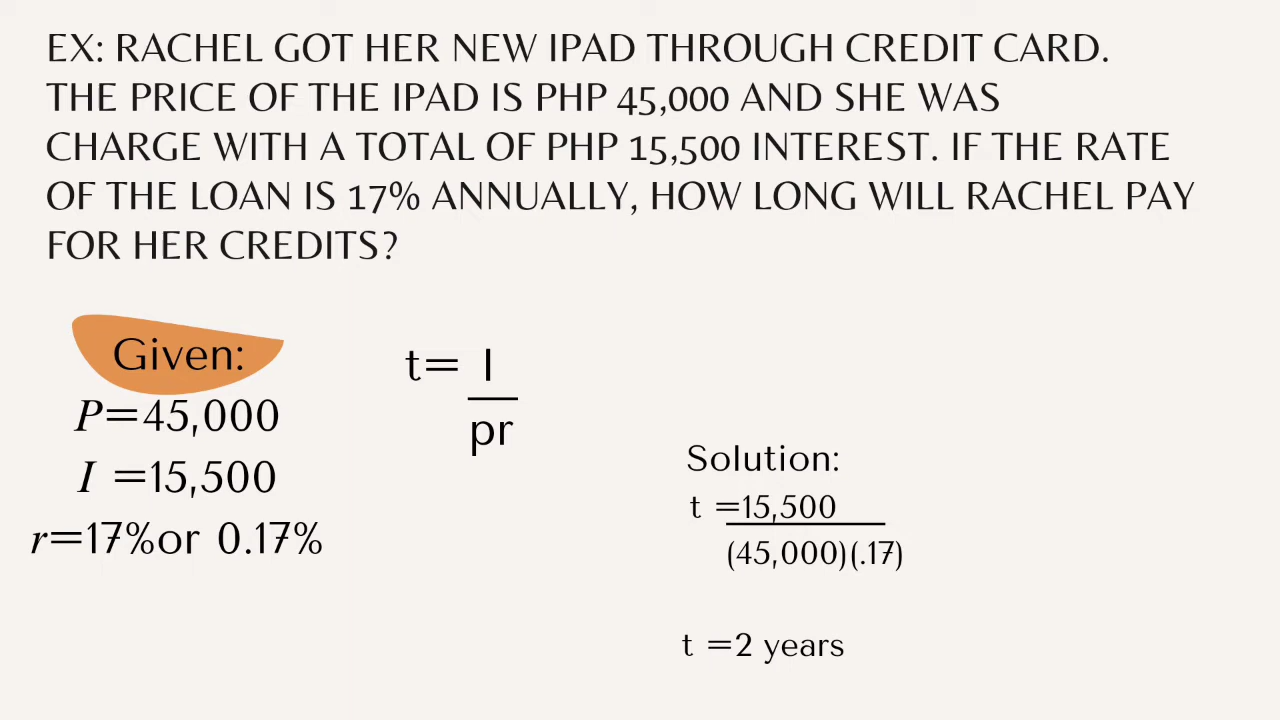 EX: RACHEL GOT HER NEW IPAD THROUGH CREDIT CARD.
THE PRICE OF THE IPAD IS PHP 45,000 AND SHE WAS
CHARGE WITH A TOTAL OF PHP 15,500 INTEREST. IF THE RATE
OF THE LOAN IS 17% ANNUALLY, HOW LONG WILL RACHEL PAY
FOR HER CREDITS?
Given:
P=45,000
I =15,500
r=17%or 0.17%
t= I
pr
Solution:
t =15,500
(45,000)(.17)
t =2 years